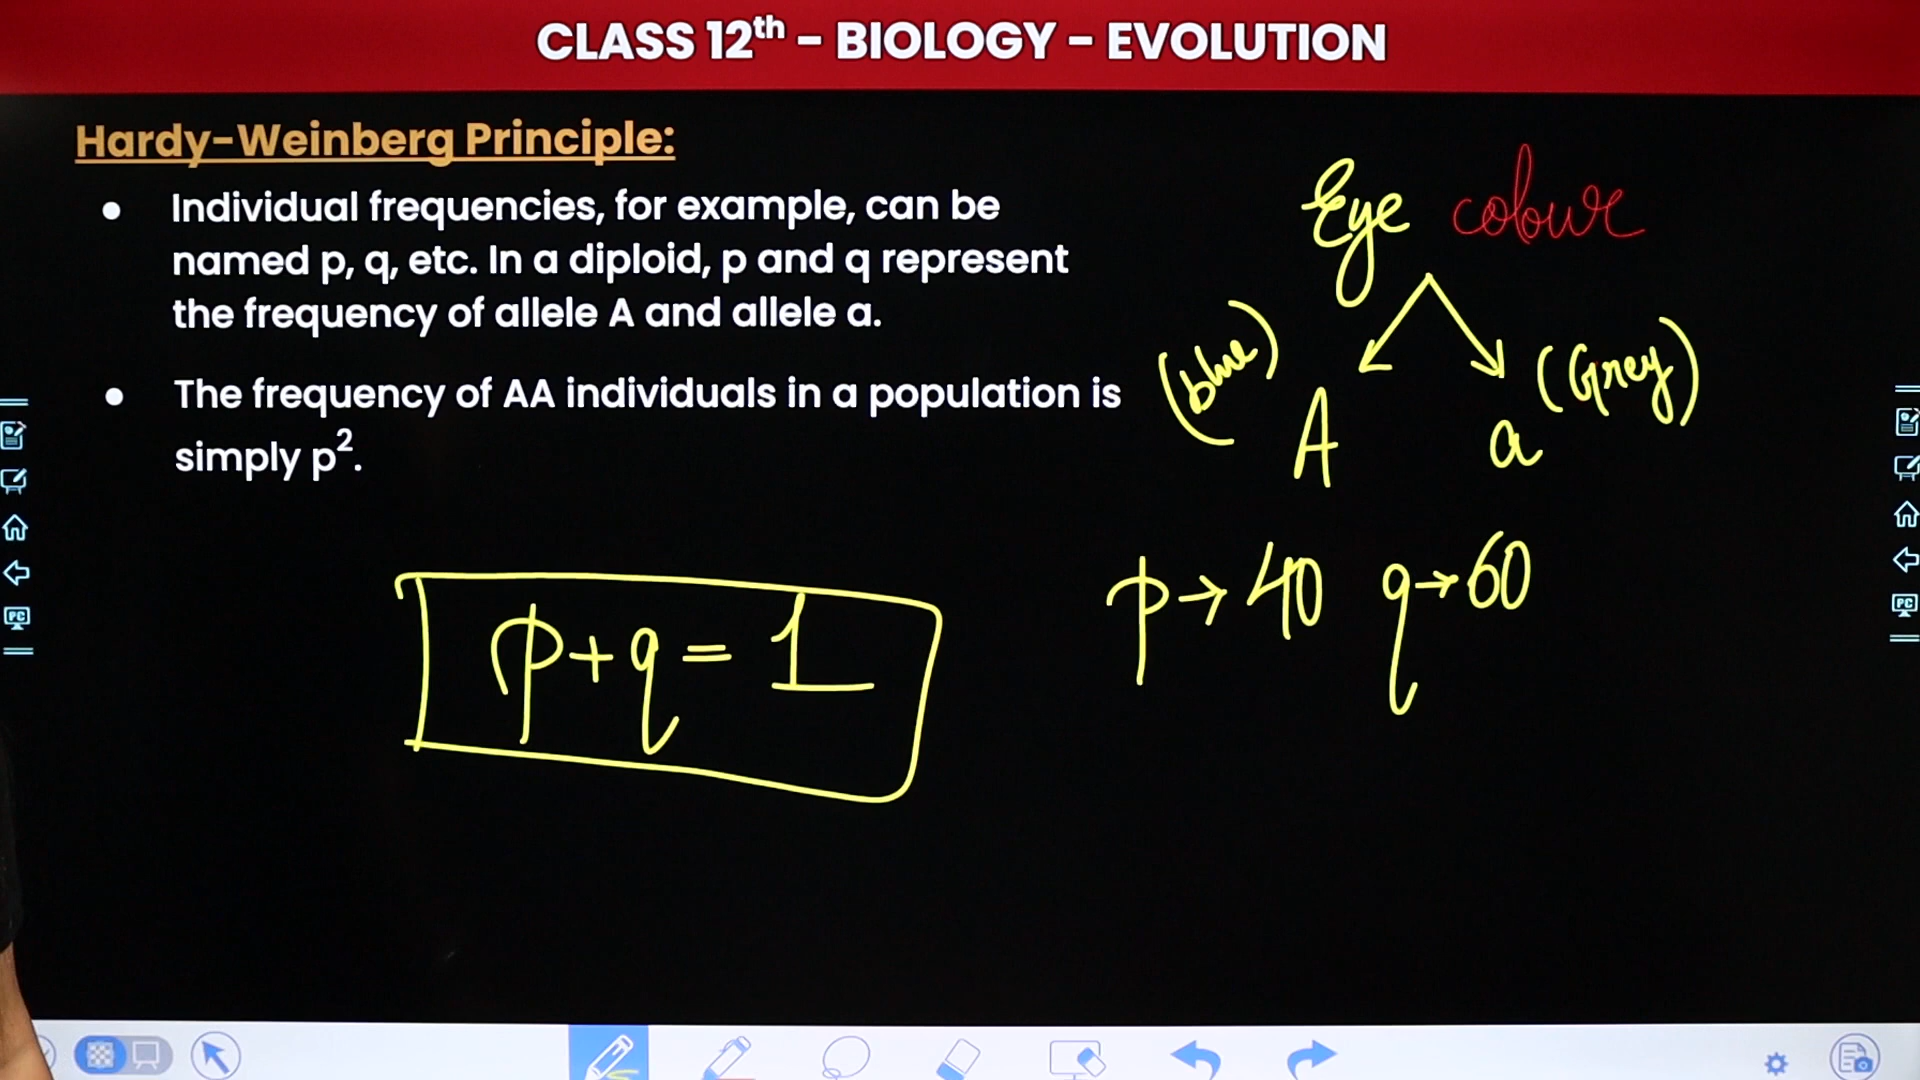 CLASS 12th - BIOLOGY - EVOLUTION
Hardy-Weinberg Principle:
• Individual frequencies, for example, can be
named p, q, etc. In a diploid, p and q represent
the frequency of allele A and allele a.
• The frequency of AA individuals in a population is
simply p².
Eye colour
(blue) (Grey)
A a
p → 40 q → 60
p + q = 1
PC
PC